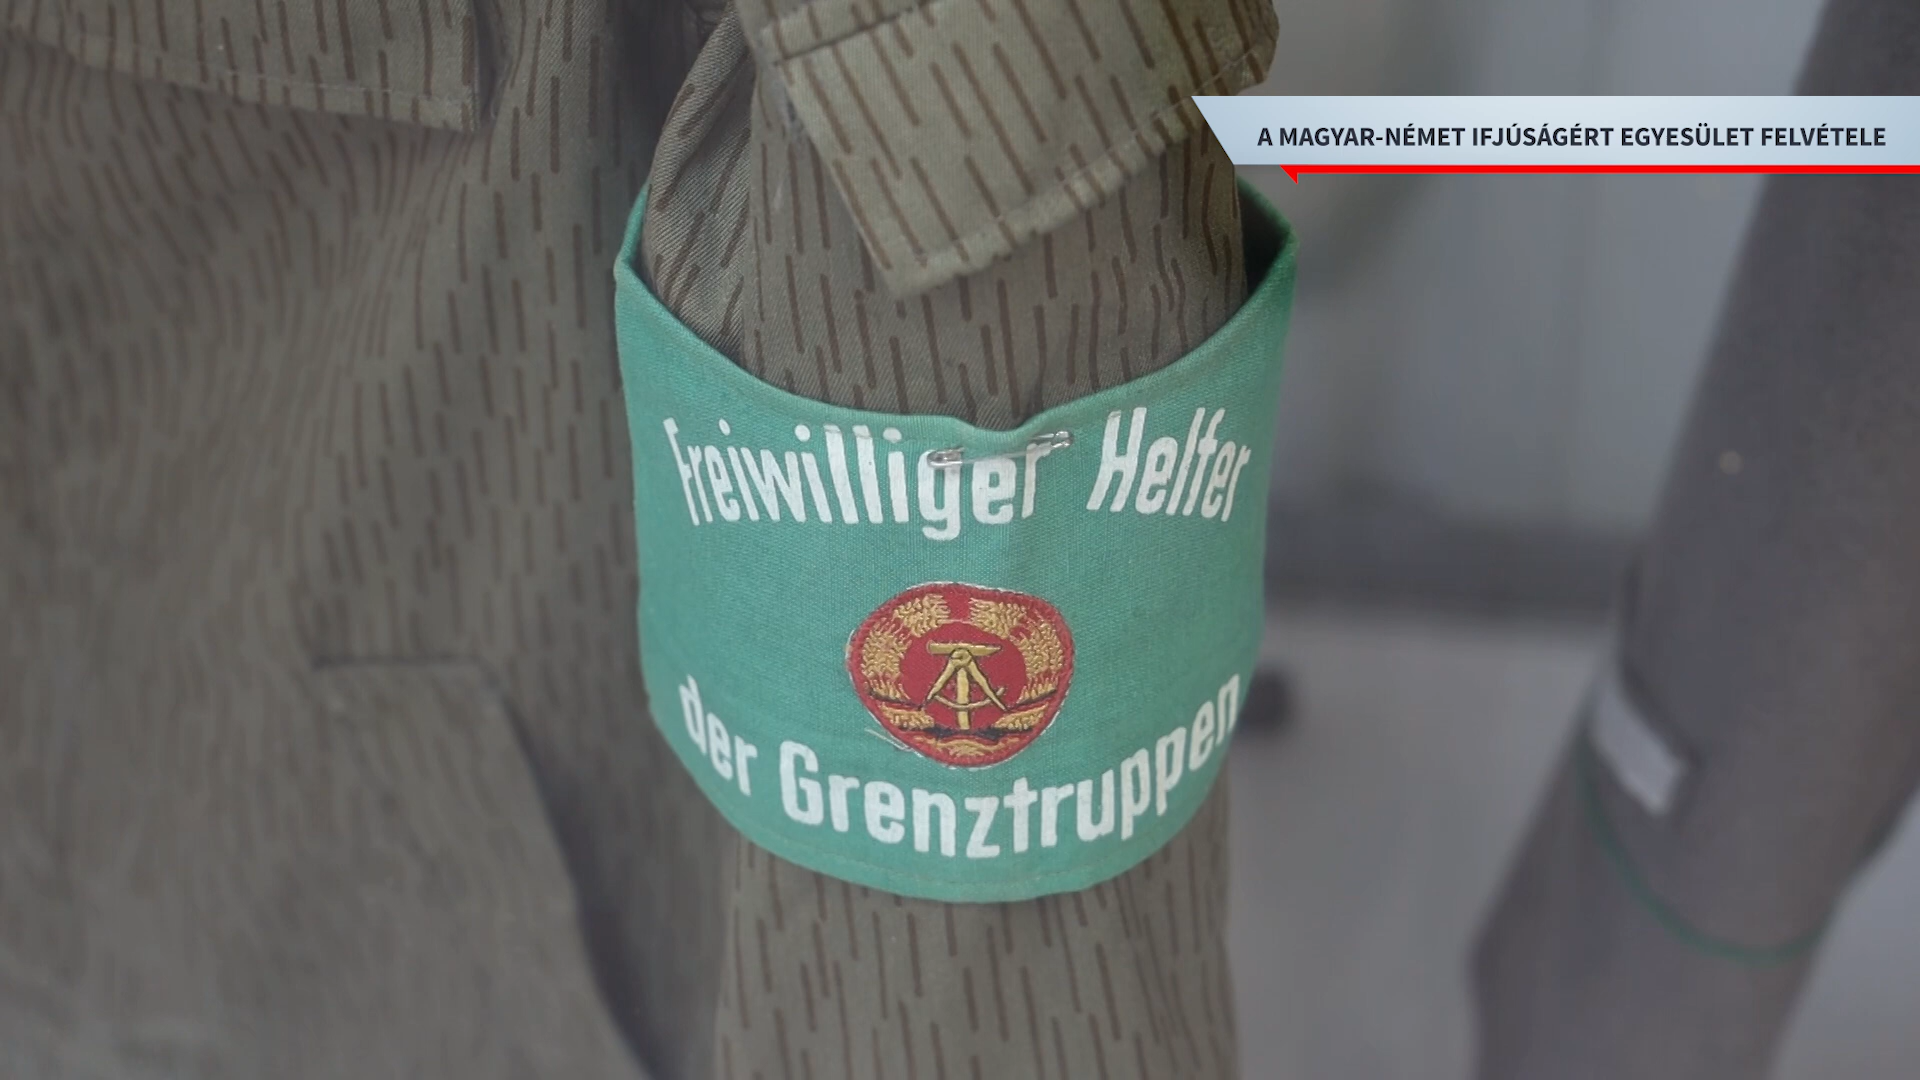 A MAGYAR-NÉMET IFJÚSÁGÉRT EGYESÜLET FELVÉTELE
Freiwilliger Helfer
der Grenztruppen